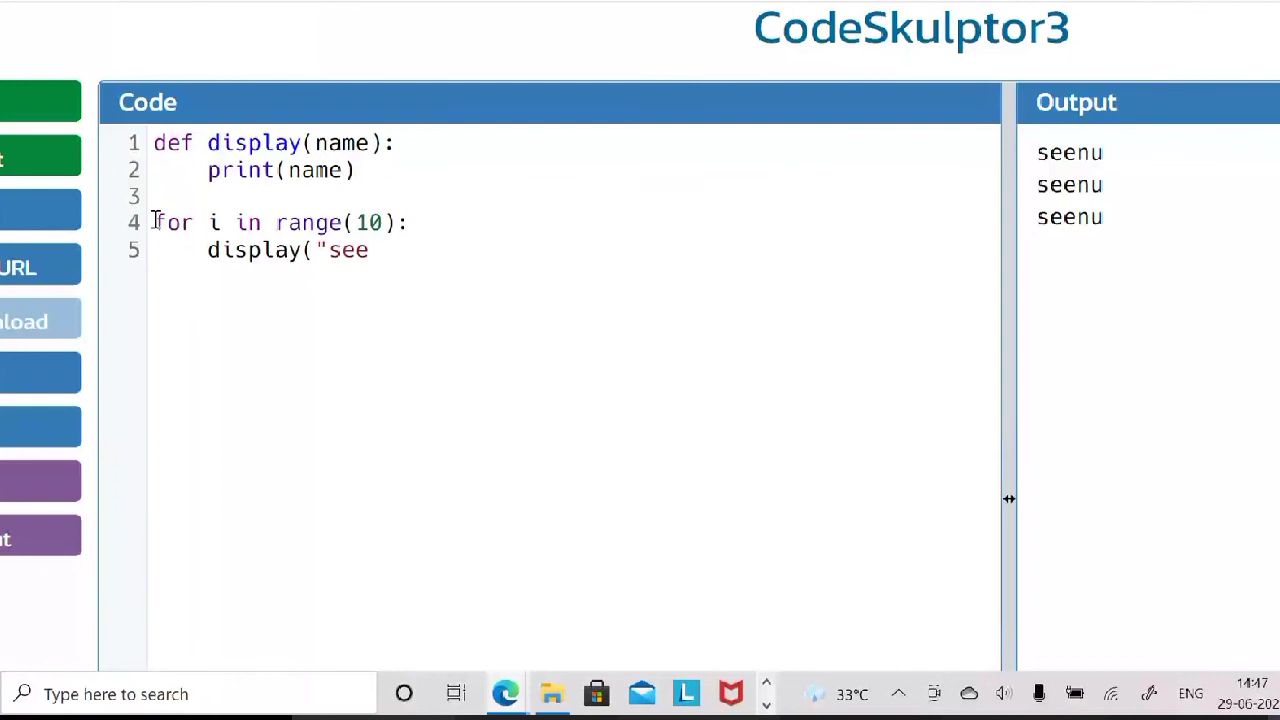 CodeSkulptor3
Code
Output
1 def display(name):
2 print(name)
3
4 for i in range(10):
5 display("see
seenu
seenu
seenu
t
URL
load
nt
Type here to search
L
33°C
ENG
14:47
29-06-202